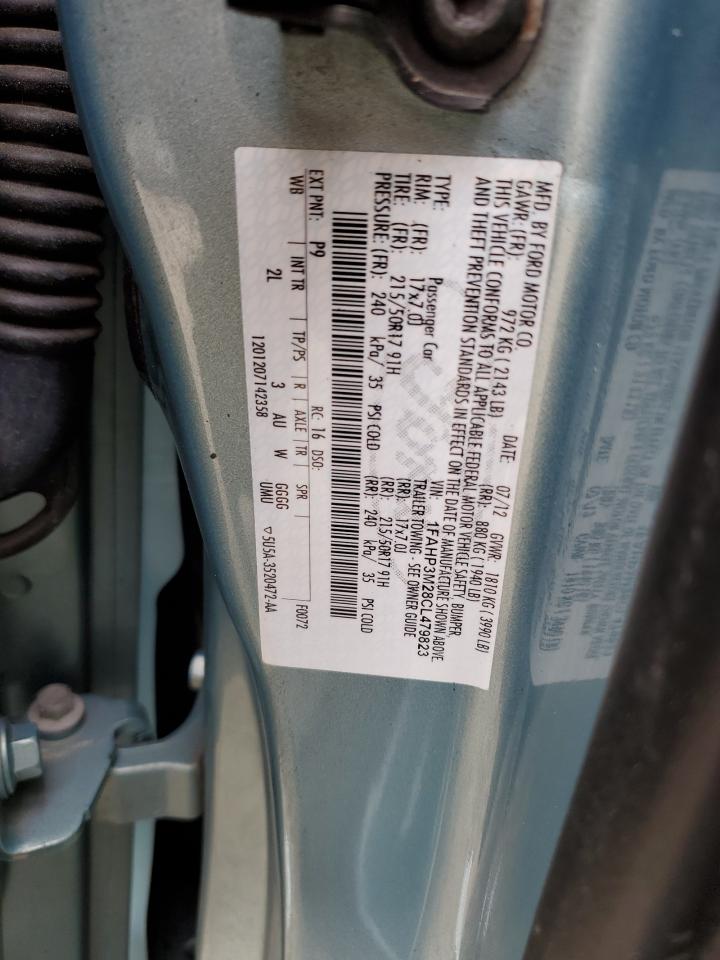 MFD. BY FORD MOTOR CO.
DATE: 07/12 GVWR: 1810 KG ( 3990 LB)
GAWR: (FR): 972 KG ( 2143 LB) (RR): 880 KG ( 1940 LB)
THIS VEHICLE CONFORMS TO ALL APPLICABLE FEDERAL MOTOR VEHICLE SAFETY, BUMPER,
AND THEFT PREVENTION STANDARDS IN EFFECT ON THE DATE OF MANUFACTURE SHOWN ABOVE.
VIN: 1FAHP3M28CL479823
TYPE: Passenger Car TRAILER TOWING - SEE OWNER GUIDE
RIM: (FR): 17x7.0J (RR): 17x7.0J
TIRE: (FR): 215/50R17 91H (RR): 215/50R17 91H
PRESSURE: (FR): 240 kPa/ 35 PSI COLD (RR): 240 kPa/ 35 PSI COLD
EXT PNT: P9 RC: 16 DSO: F0072
WB | INT TR | TP/PS | R | AXLE | TR | SPR |
2L 3 AU W GGGG UMU
1201207142358 ▽5U5A-3520472-AA